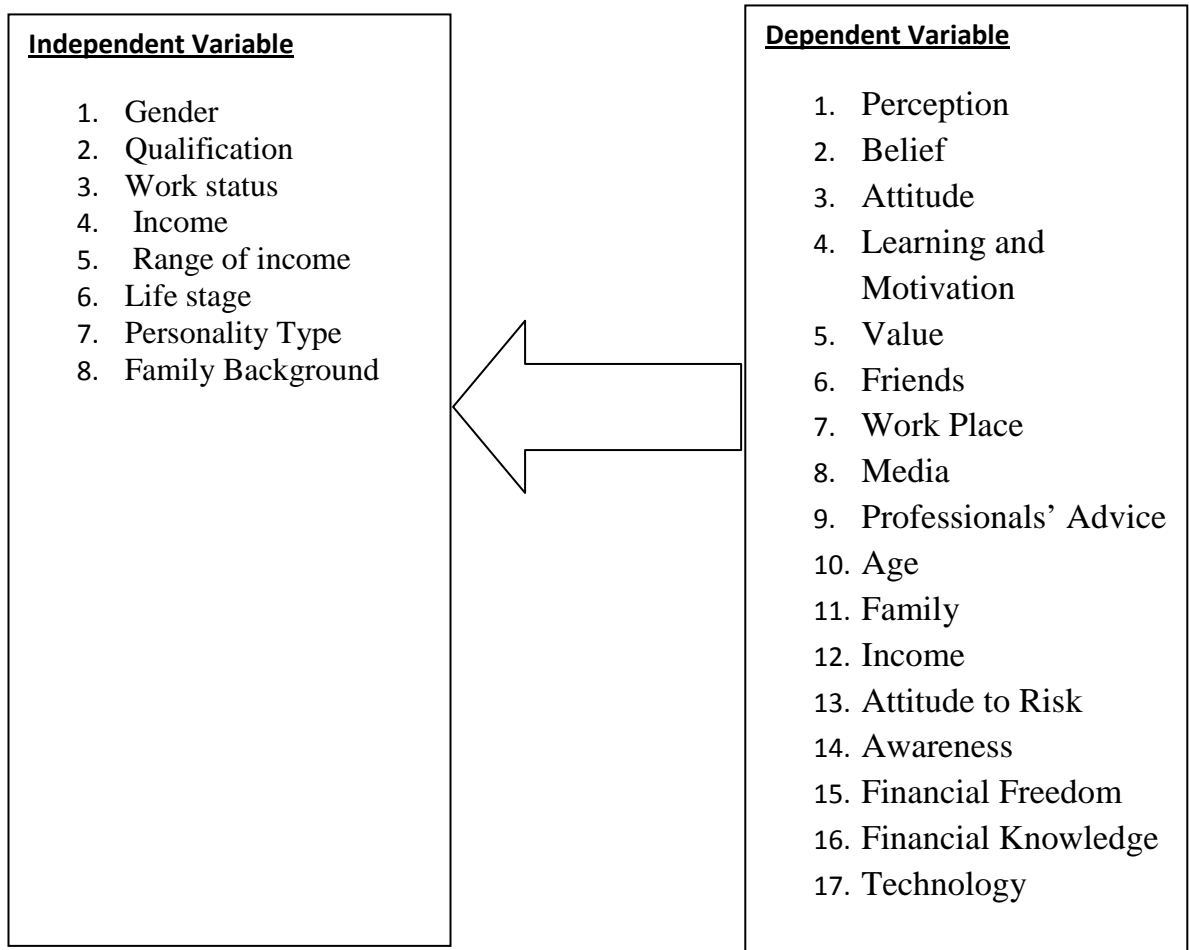 Independent Variable
1. Gender
2. Qualification
3. Work status
4. Income
5. Range of income
6. Life stage
7. Personality Type
8. Family Background
Dependent Variable
1. Perception
2. Belief
3. Attitude
4. Learning and
Motivation
5. Value
6. Friends
7. Work Place
8. Media
9. Professionals’ Advice
10. Age
11. Family
12. Income
13. Attitude to Risk
14. Awareness
15. Financial Freedom
16. Financial Knowledge
17. Technology